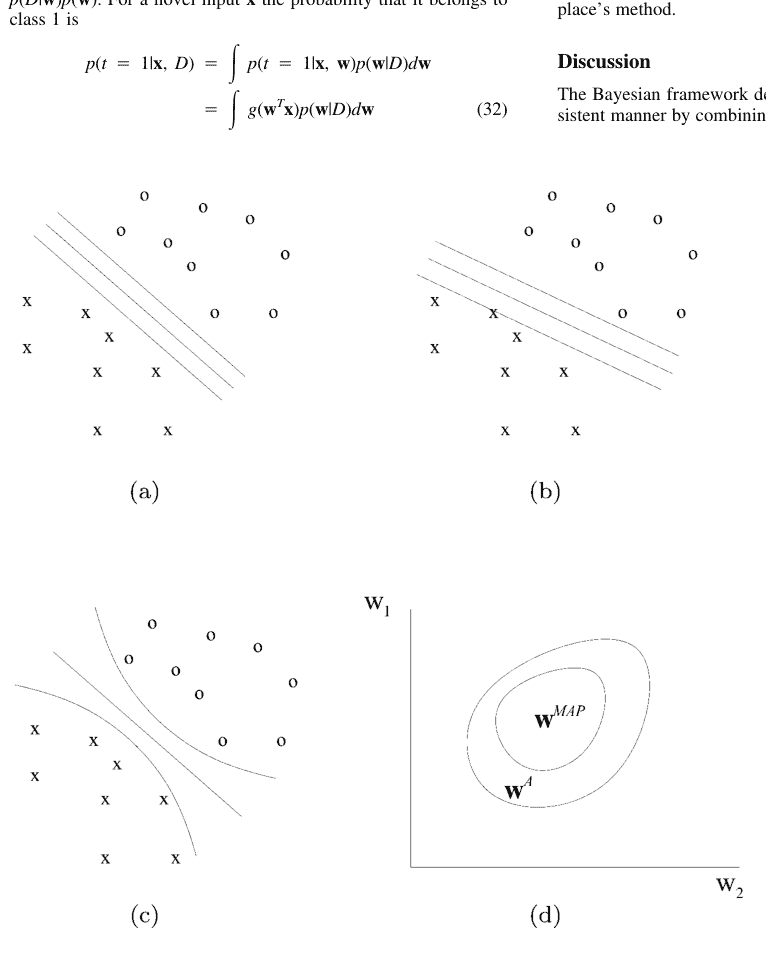 p(D|w)p(w). For a novel input x the probability that it belongs to
class 1 is
p(t = 1|x, D) = ∫ p(t = 1|x, w)p(w|D)dw
= ∫ g(wᵀx)p(w|D)dw (32)
place's method.
Discussion
The Bayesian framework de
sistent manner by combinin
o
o
o
o
o
o
o
o
o
x
x
x
x
x
x
x
x
(a)
o
o
o
o
o
o
o
o
o
x
x
x
x
x
x
x
x
(b)
o
o
o
o
o
o
o
o
o
x
x
x
x
x
x
x
x
(c)
W₁
w^MAP
w^A
W₂
(d)